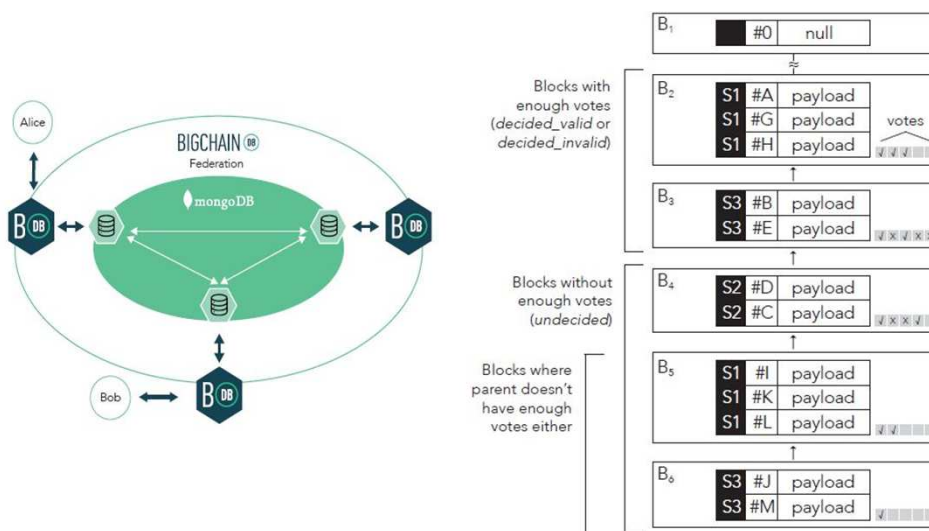 Alice
BIGCHAIN DB
Federation
mongoDB
B DB
B DB
B DB
Bob
B1 #0 null
≈
Blocks with
enough votes
(decided_valid or
decided_invalid)
B2 S1 #A payload
S1 #G payload
S1 #H payload
votes
√ √ √
B3 S3 #B payload
S3 #E payload
√ x √ x x
Blocks without
enough votes
(undecided)
B4 S2 #D payload
S2 #C payload
√ x x √
Blocks where
parent doesn't
have enough
votes either
B5 S1 #I payload
S1 #K payload
S1 #L payload
√ √
B6 S3 #J payload
S3 #M payload
√